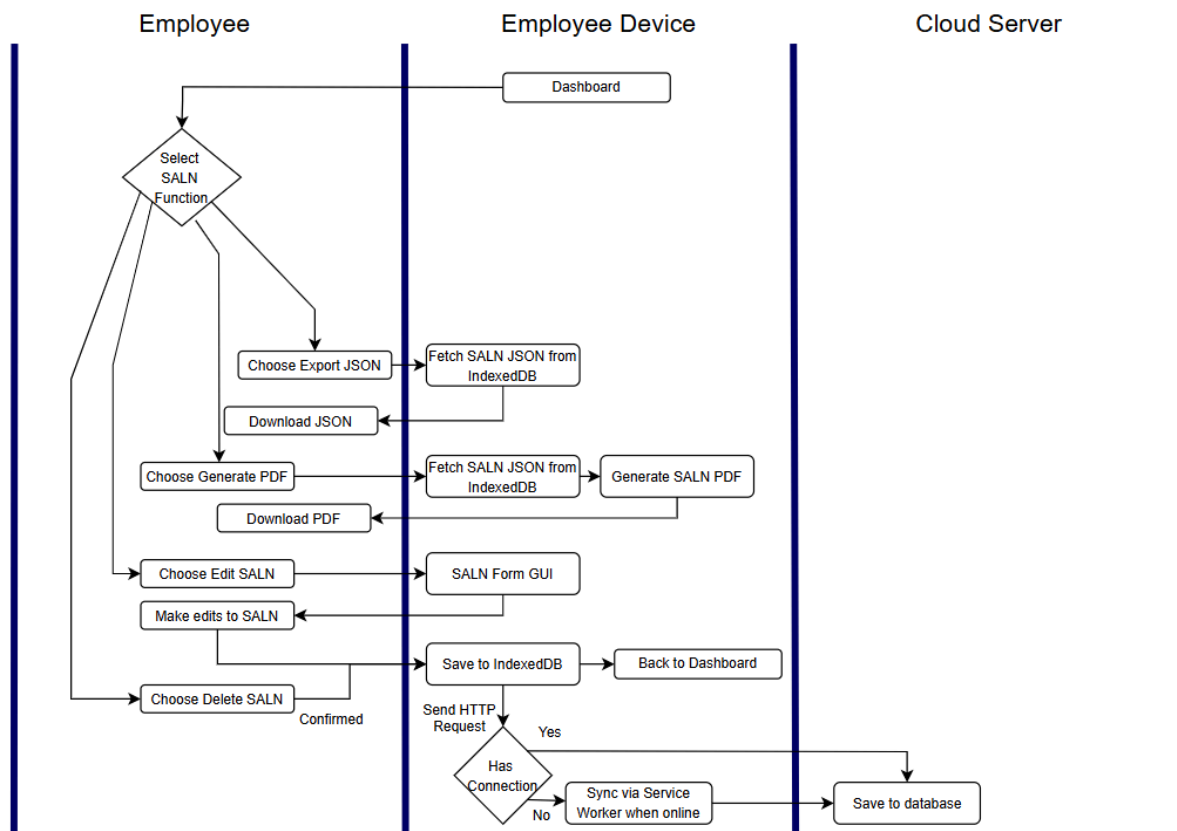 Employee
Employee Device
Cloud Server
Dashboard
Select
SALN
Function
Choose Export JSON
Fetch SALN JSON from
IndexedDB
Download JSON
Choose Generate PDF
Fetch SALN JSON from
IndexedDB
Generate SALN PDF
Download PDF
Choose Edit SALN
SALN Form GUI
Make edits to SALN
Save to IndexedDB
Back to Dashboard
Choose Delete SALN
Confirmed
Send HTTP
Request
Yes
Has
Connection
No
Sync via Service
Worker when online
Save to database